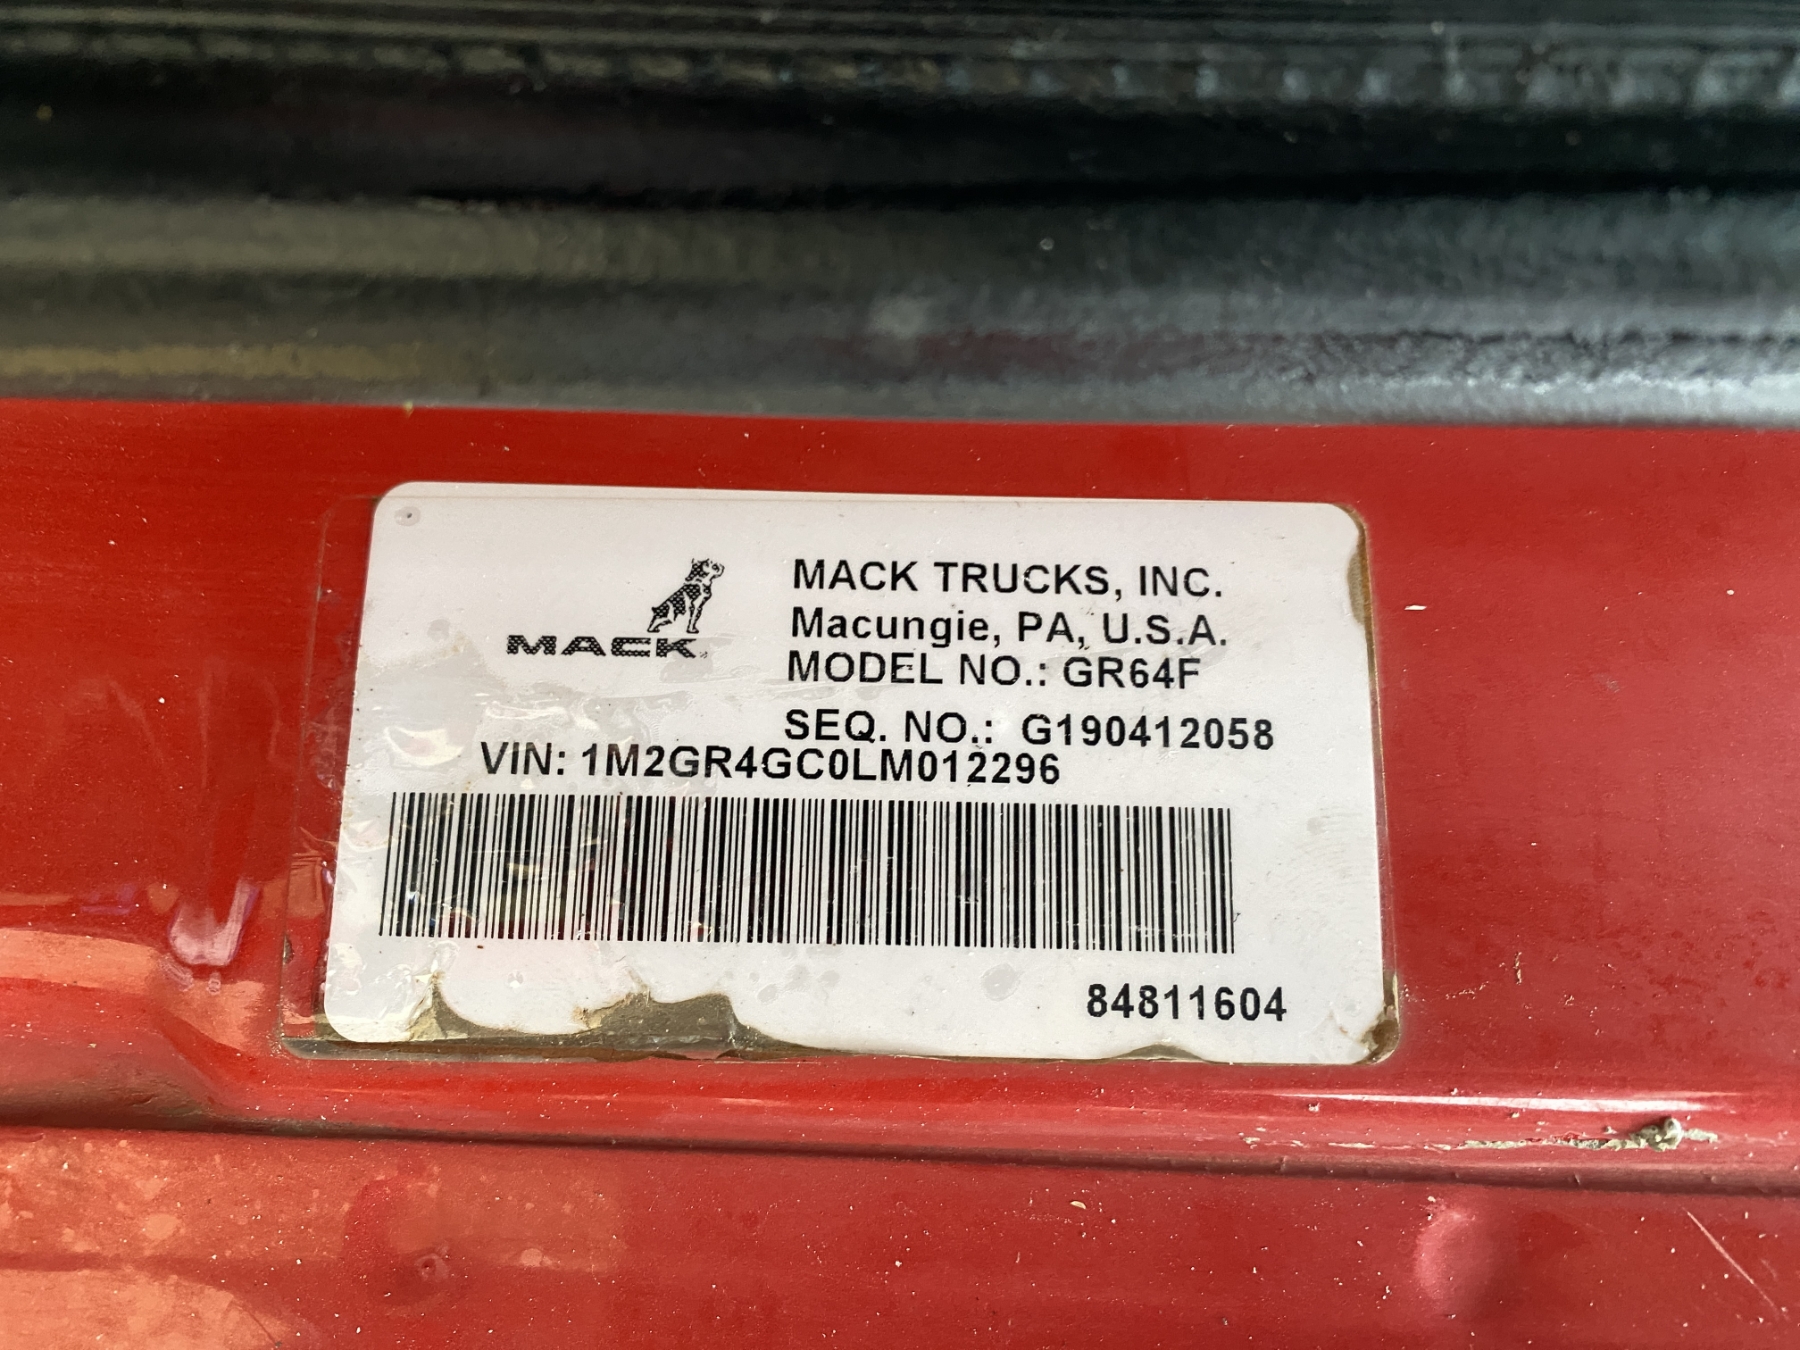 MACK
MACK TRUCKS, INC.
Macungie, PA, U.S.A.
MODEL NO.: GR64F
SEQ. NO.: G190412058
VIN: 1M2GR4GC0LM012296
84811604